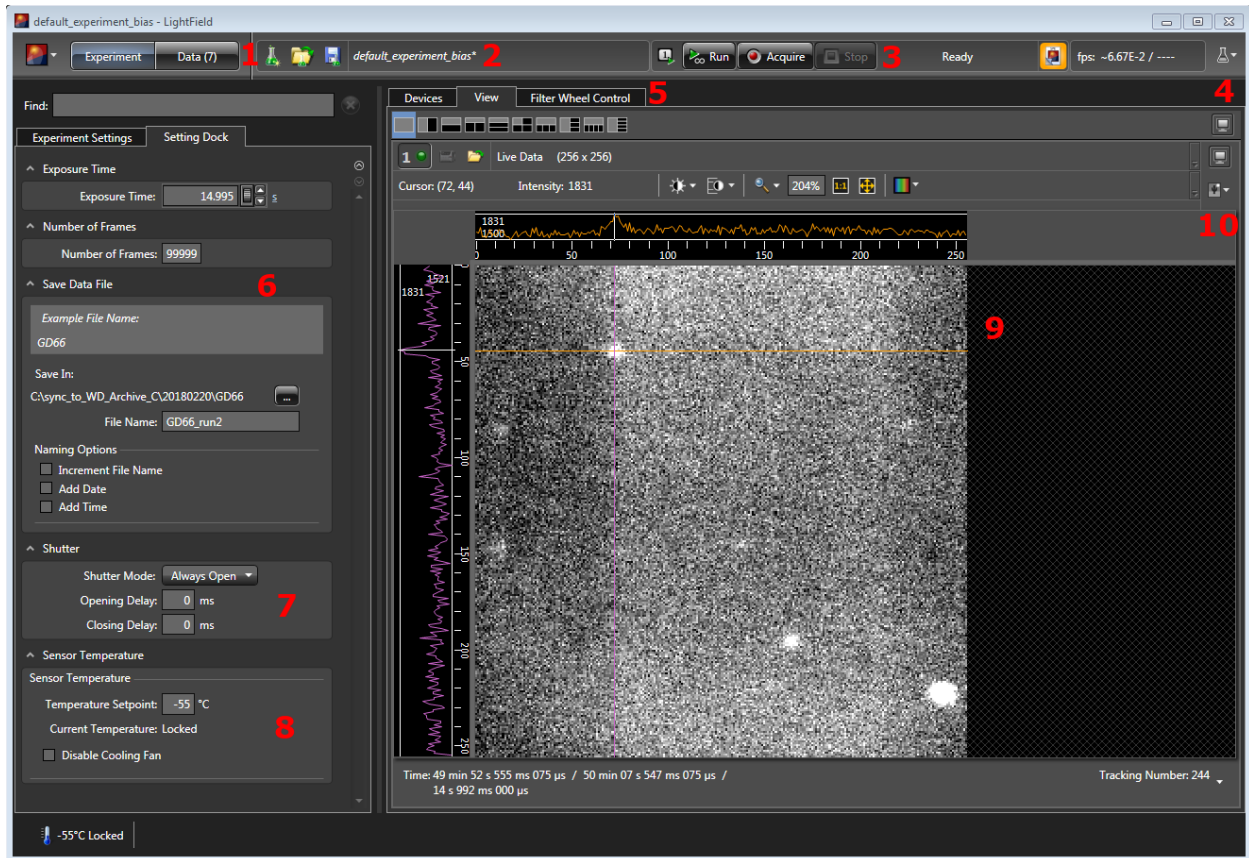 default_experiment_bias - LightField
Experiment Data (7) 1 default_experiment_bias* 2 1 Run Acquire Stop 3 Ready fps: ~6.67E-2 / ----
4
Find:
Devices View Filter Wheel Control 5
Experiment Settings Setting Dock
1 Live Data (256 x 256)
Cursor: (72, 44) Intensity: 1831 204% 1:1
10
Exposure Time
Exposure Time: 14.995 s
Number of Frames
Number of Frames: 99999
6
Save Data File
Example File Name:
GD66
Save In:
C:\sync_to_WD_Archive_C\20180220\GD66 ...
File Name: GD66_run2
Naming Options
Increment File Name
Add Date
Add Time
Shutter
Shutter Mode: Always Open
Opening Delay: 0 ms
7
Closing Delay: 0 ms
Sensor Temperature
Sensor Temperature
Temperature Setpoint: -55 °C
Current Temperature: Locked
8
Disable Cooling Fan
1831
1500
0 50 100 150 200 250
1521
1831
0
50
100
150
200
250
9
Time: 49 min 52 s 555 ms 075 µs / 50 min 07 s 547 ms 075 µs /
14 s 992 ms 000 µs
Tracking Number: 244
-55°C Locked